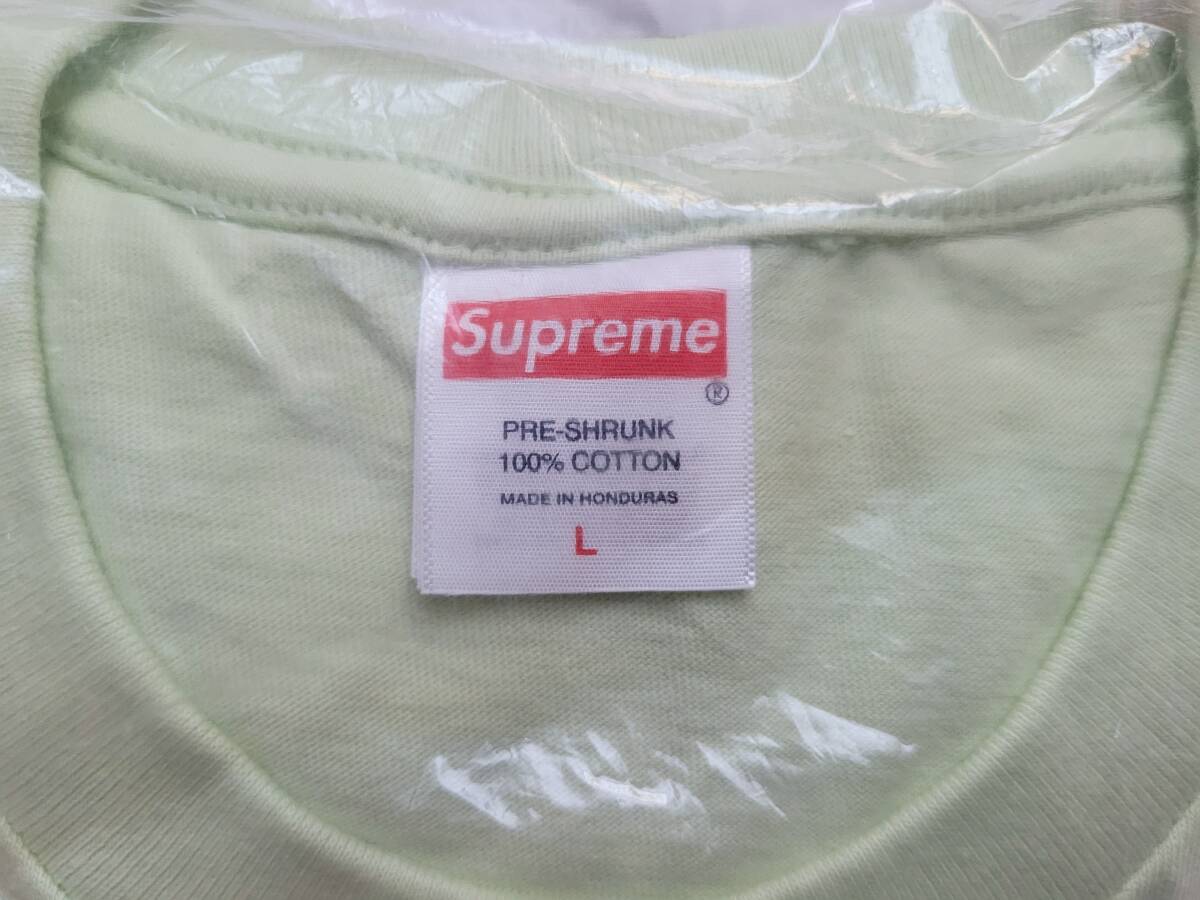 Supreme
®
PRE-SHRUNK
100% COTTON
MADE IN HONDURAS
L